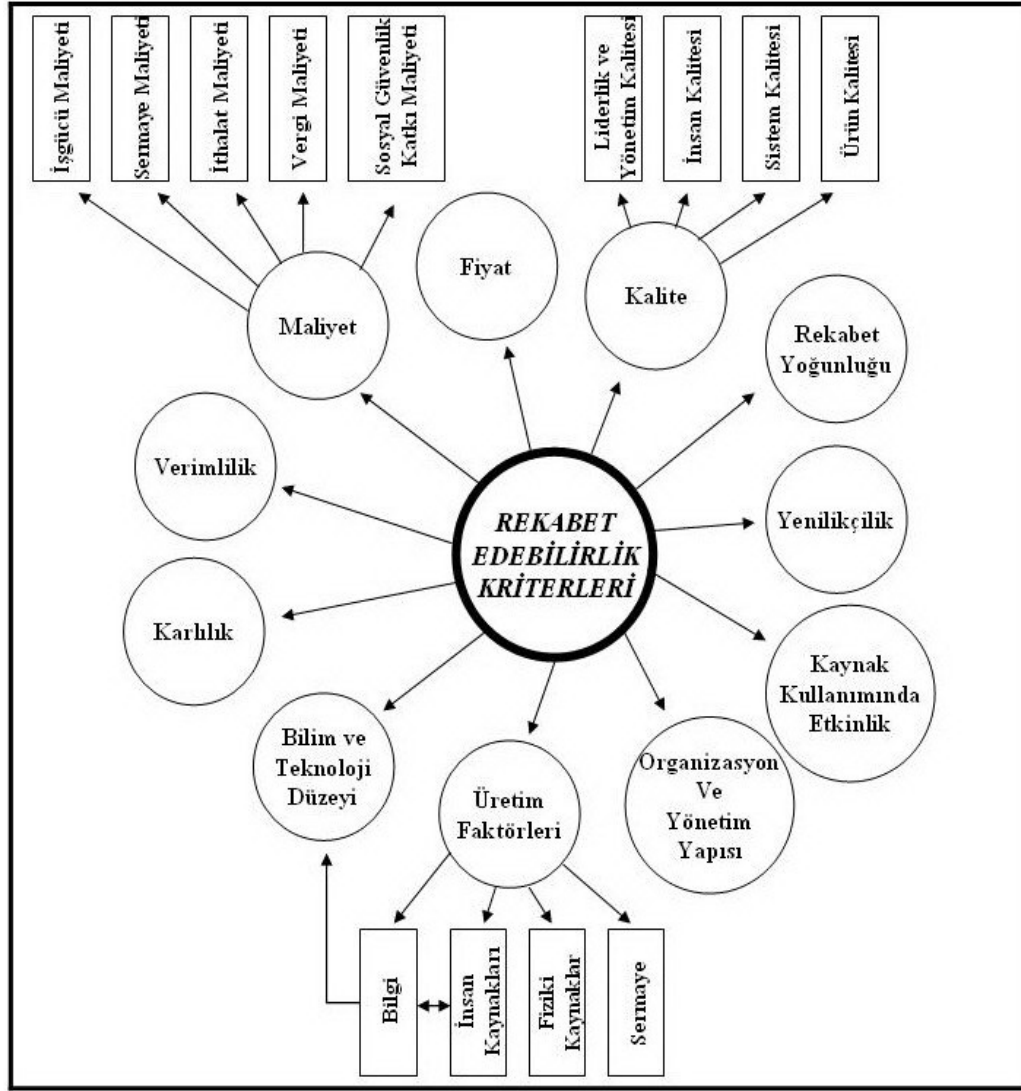 İşgücü Maliyeti
Sermaye Maliyeti
İthalat Maliyeti
Vergi Maliyeti
Sosyal Güvenlik
Katkı Maliyeti
Liderlik ve
Yönetim Kalitesi
İnsan Kalitesi
Sistem Kalitesi
Ürün Kalitesi
Maliyet
Fiyat
Kalite
Rekabet
Yoğunluğu
Verimlilik
REKABET
EDEBİLİRLİK
KRİTERLERİ
Yenilikçilik
Karlılık
Kaynak
Kullanımında
Etkinlik
Bilim ve
Teknoloji
Düzeyi
Üretim
Faktörleri
Organizasyon
Ve
Yönetim
Yapısı
Bilgi
İnsan
Kaynakları
Fiziki
Kaynaklar
Sermaye